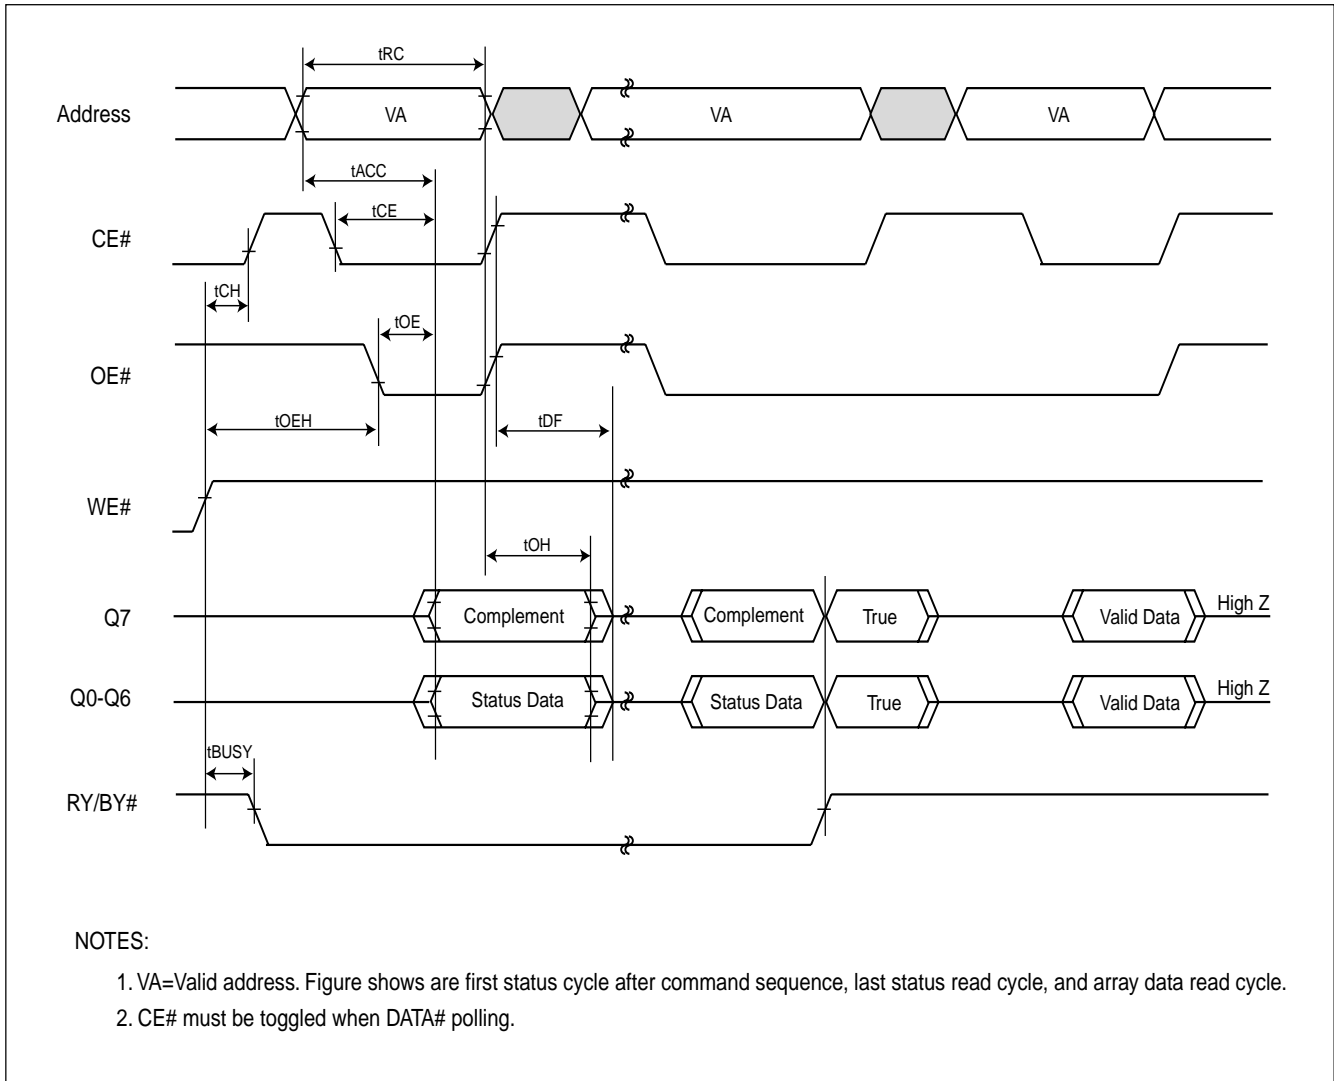 tRC
Address
VA
VA
VA
tACC
tCE
CE#
tCH
tOE
OE#
tOEH
tDF
WE#
tOH
Q7
Complement
Complement
True
Valid Data
High Z
Q0-Q6
Status Data
Status Data
True
Valid Data
High Z
tBUSY
RY/BY#
NOTES:
1. VA=Valid address. Figure shows are first status cycle after command sequence, last status read cycle, and array data read cycle.
2. CE# must be toggled when DATA# polling.